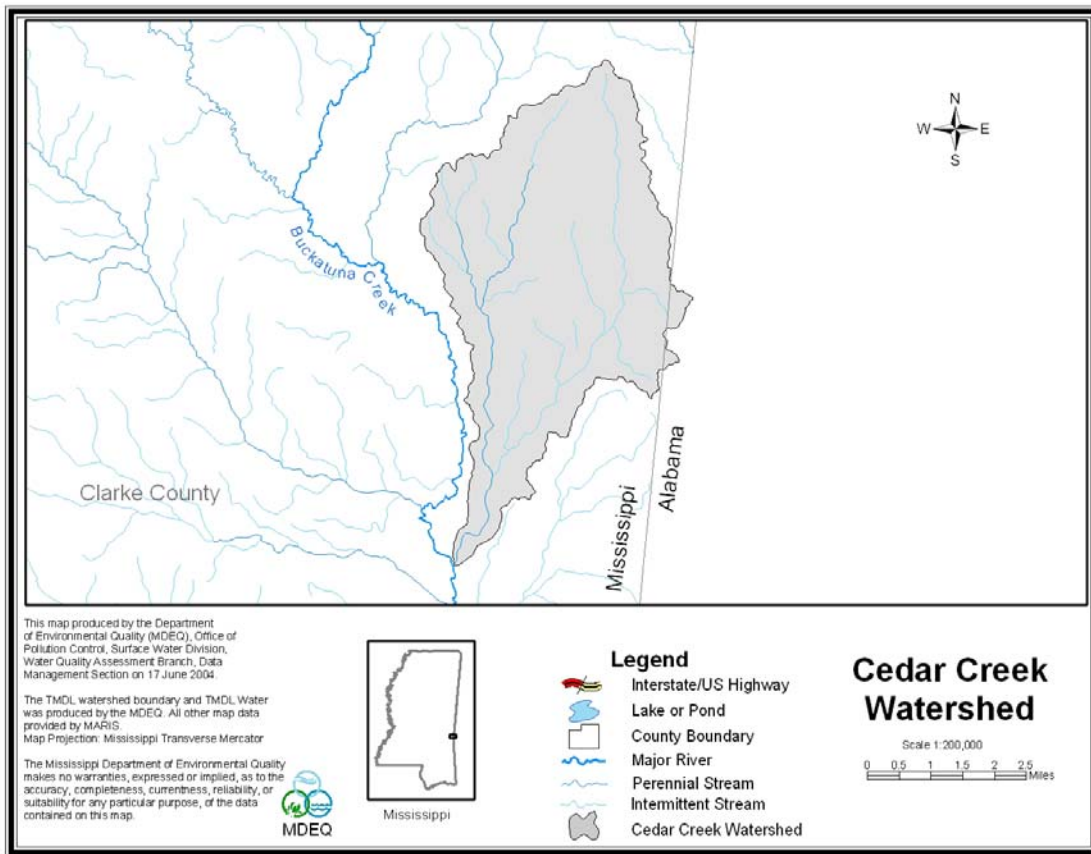 N
W E
S
Buckatuna Creek
Clarke County
Mississippi
Alabama
This map produced by the Department
of Environmental Quality (MDEQ), Office of
Pollution Control, Surface Water Division,
Water Quality Assessment Branch, Data
Management Section on 17 June 2004.
The TMDL watershed boundary and TMDL Water
was produced by the MDEQ. All other map data
provided by MARIS.
Map Projection: Mississippi Transverse Mercator
The Mississippi Department of Environmental Quality
makes no warranties, expressed or implied, as to the
accuracy, completeness, currentness, reliability, or
suitability for any particular purpose, of the data
contained on this map.
MDEQ
Mississippi
Legend
Interstate/US Highway
Lake or Pond
County Boundary
Major River
Perennial Stream
Intermittent Stream
Cedar Creek Watershed
Cedar Creek
Watershed
Scale 1:200,000
0 0.5 1 1.5 2 2.5
Miles